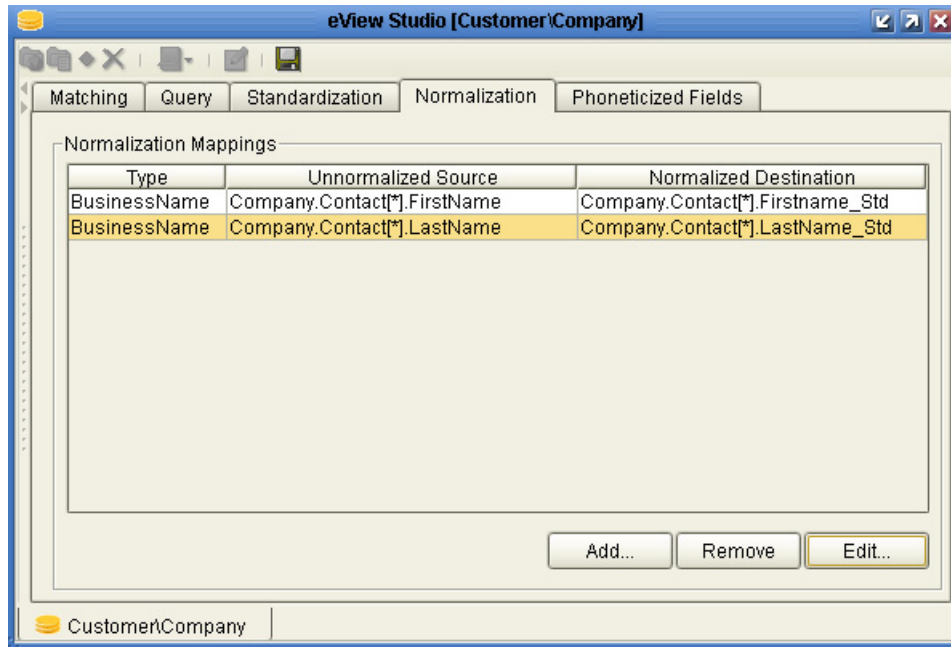 eView Studio [Customer\Company]
Matching Query Standardization Normalization Phoneticized Fields
Normalization Mappings
Type Unnormalized Source Normalized Destination
BusinessName Company.Contact[*].FirstName Company.Contact[*].Firstname_Std
BusinessName Company.Contact[*].LastName Company.Contact[*].LastName_Std
Add... Remove Edit...
Customer\Company